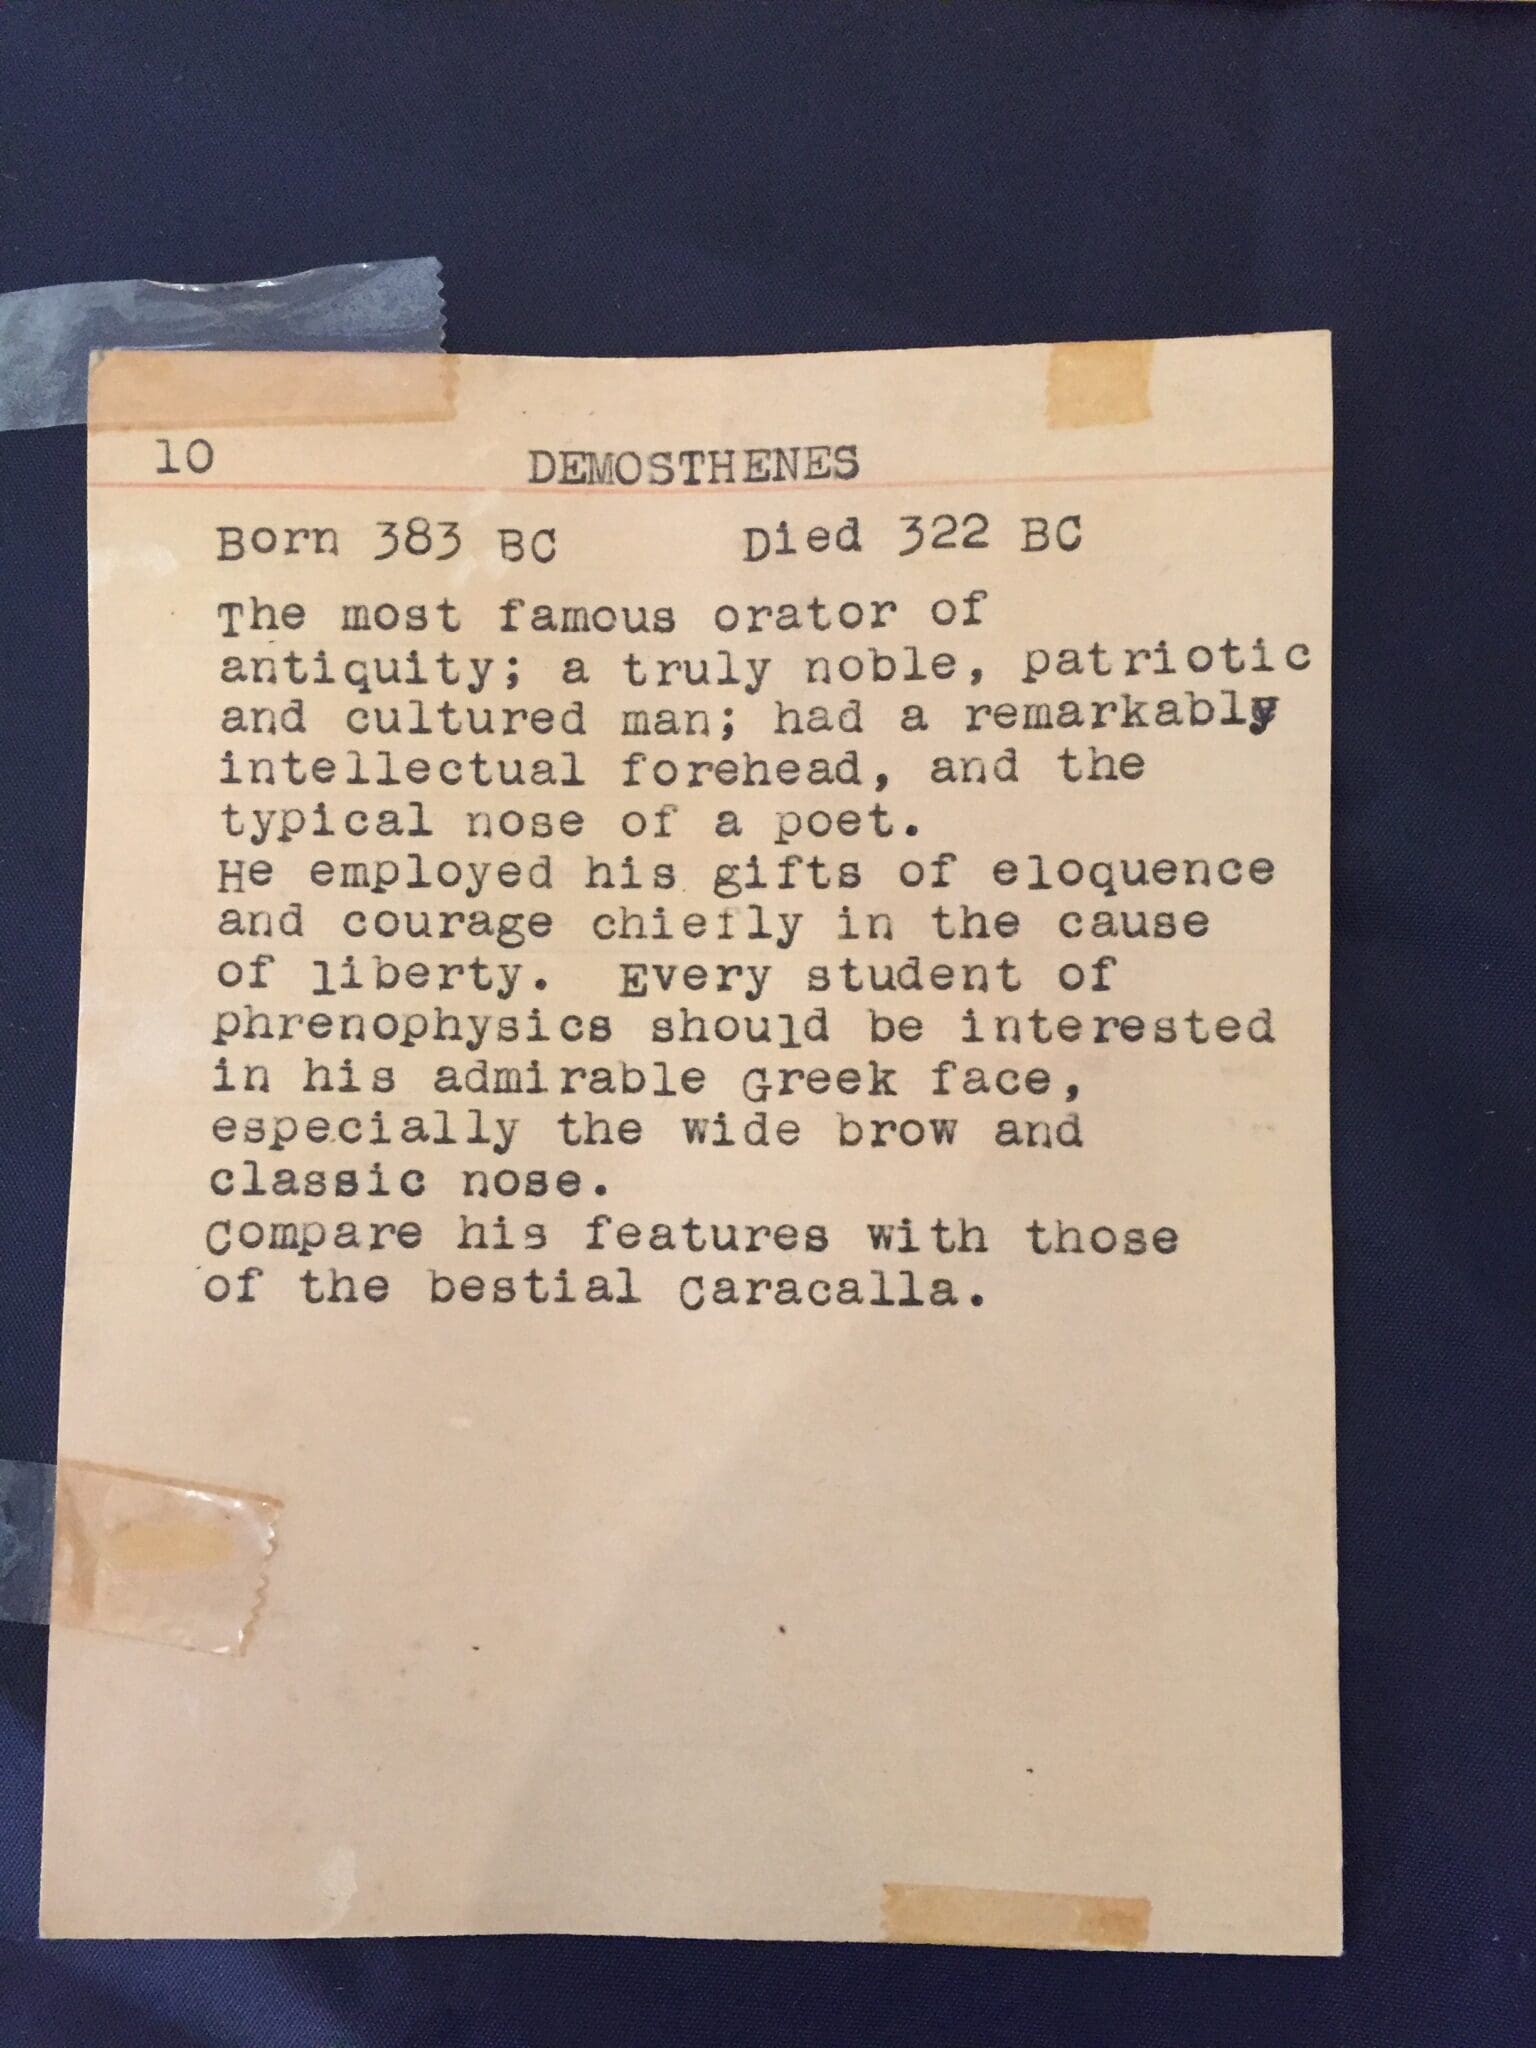 10 DEMOSTHENES
Born 383 BC Died 322 BC
The most famous orator of
antiquity; a truly noble, patriotic
and cultured man; had a remarkably
intellectual forehead, and the
typical nose of a poet.
He employed his gifts of eloquence
and courage chiefly in the cause
of liberty. Every student of
phrenophysics should be interested
in his admirable Greek face,
especially the wide brow and
classic nose.
Compare his features with those
of the bestial Caracalla.